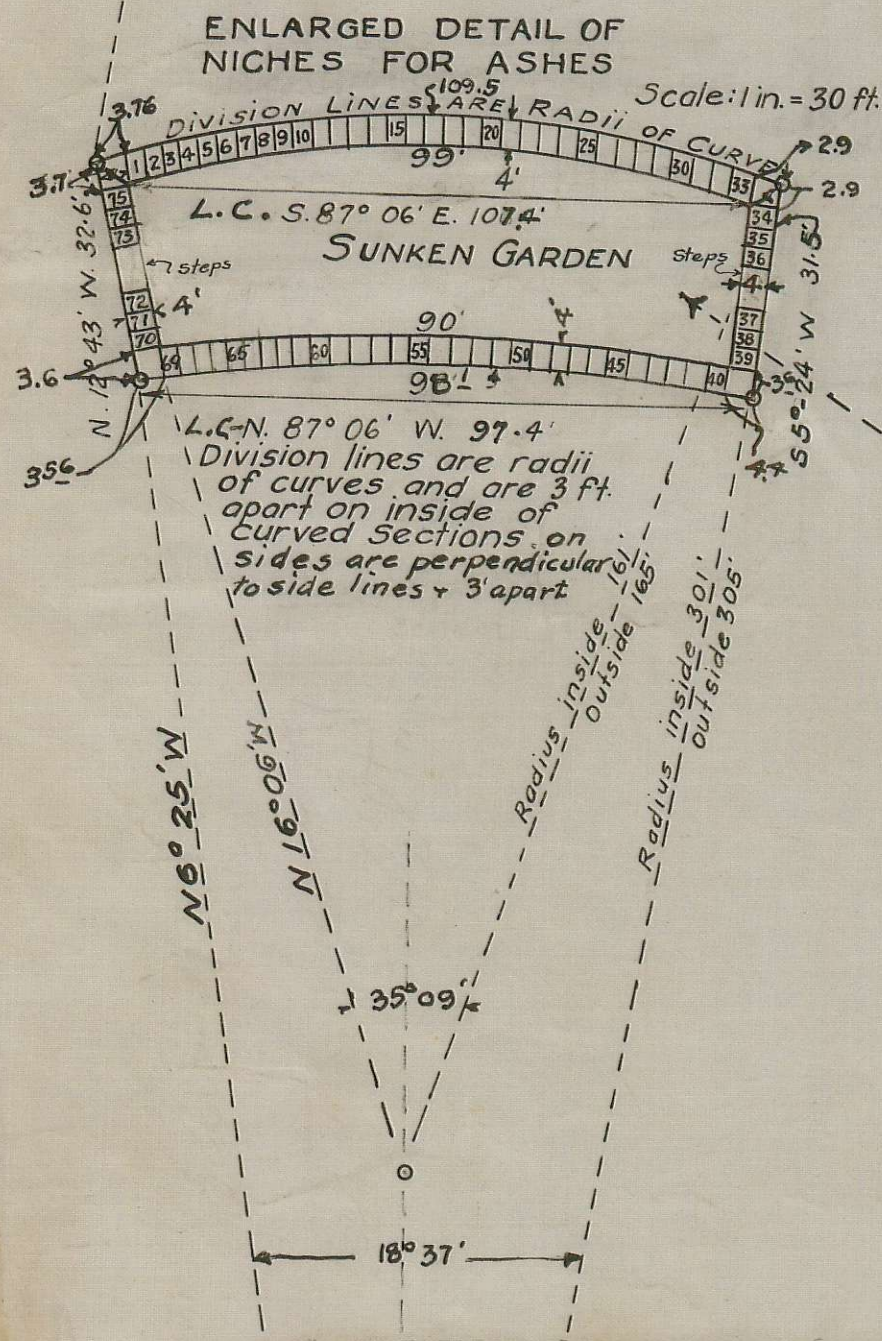 ENLARGED DETAIL OF
NICHES FOR ASHES
Scale: 1 in. = 30 ft.
109.5
DIVISION LINES ARE RADII OF CURVE
3.76
3.7
2.9
2.9
1 2 3 4 5 6 7 8 9 10 15 20 25 30 33
99'
4'
L.C. S. 87° 06' E. 107.4'
SUNKEN GARDEN
75
74
73
steps
72
71
70
4'
N. 12° 43' W. 32.6'
34
35
36
steps
4
37
38
39
S 5° 24' W 31.5'
90'
4'
69 65 60 55 50 45 40
98'
3.6
3.6
356
4.4
L.C-N. 87° 06' W. 97.4'
Division lines are radii
of curves and are 3 ft.
apart on inside of
curved Sections on
sides are perpendicular
to side lines + 3' apart
Radius inside 161'
Outside 165'
Radius inside 301'
outside 305'
N6° 25' W
N 16° 06' W
35° 09'
18° 37'